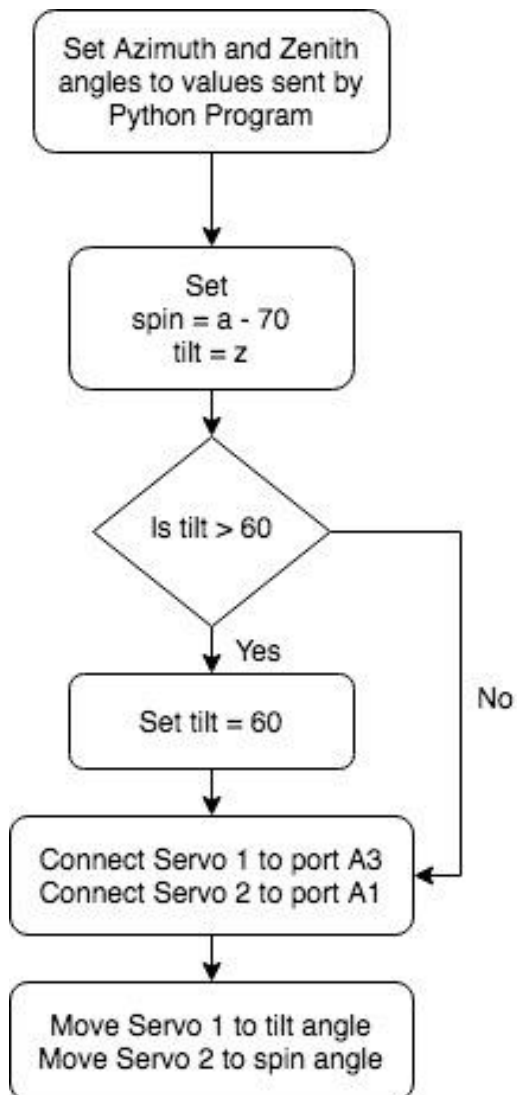 Set Azimuth and Zenith
angles to values sent by
Python Program
Set
spin = a - 70
tilt = z
Is tilt > 60
Yes
No
Set tilt = 60
Connect Servo 1 to port A3
Connect Servo 2 to port A1
Move Servo 1 to tilt angle
Move Servo 2 to spin angle